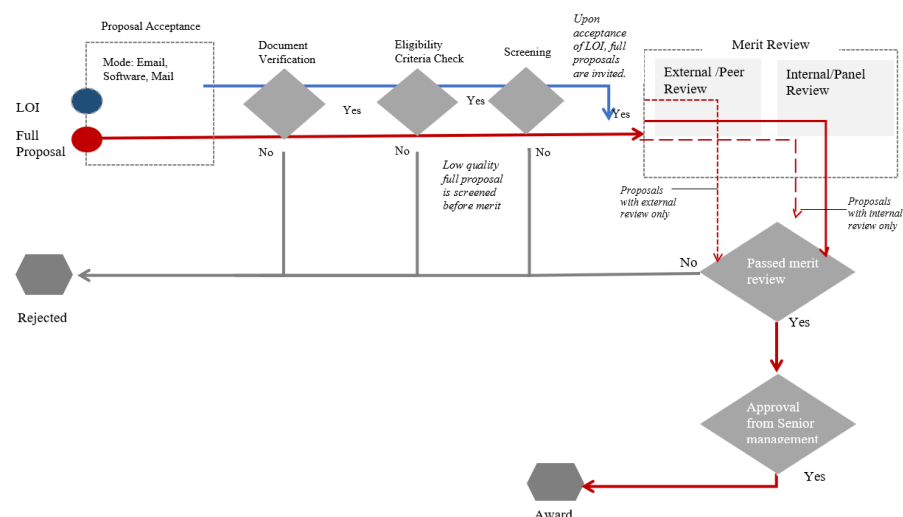 Proposal Acceptance
Mode: Email,
Software, Mail
LOI
Full
Proposal
Document
Verification
Eligibility
Criteria Check
Screening
Yes
Yes
Yes
No
No
No
Upon
acceptance
of LOI, full
proposals
are invited.
Low quality
full proposal
is screened
before merit
Merit Review
External /Peer
Review
Internal/Panel
Review
Proposals
with external
review only
Proposals
with internal
review only
Passed merit
review
No
Yes
Rejected
Approval
from Senior
management
Yes
Award